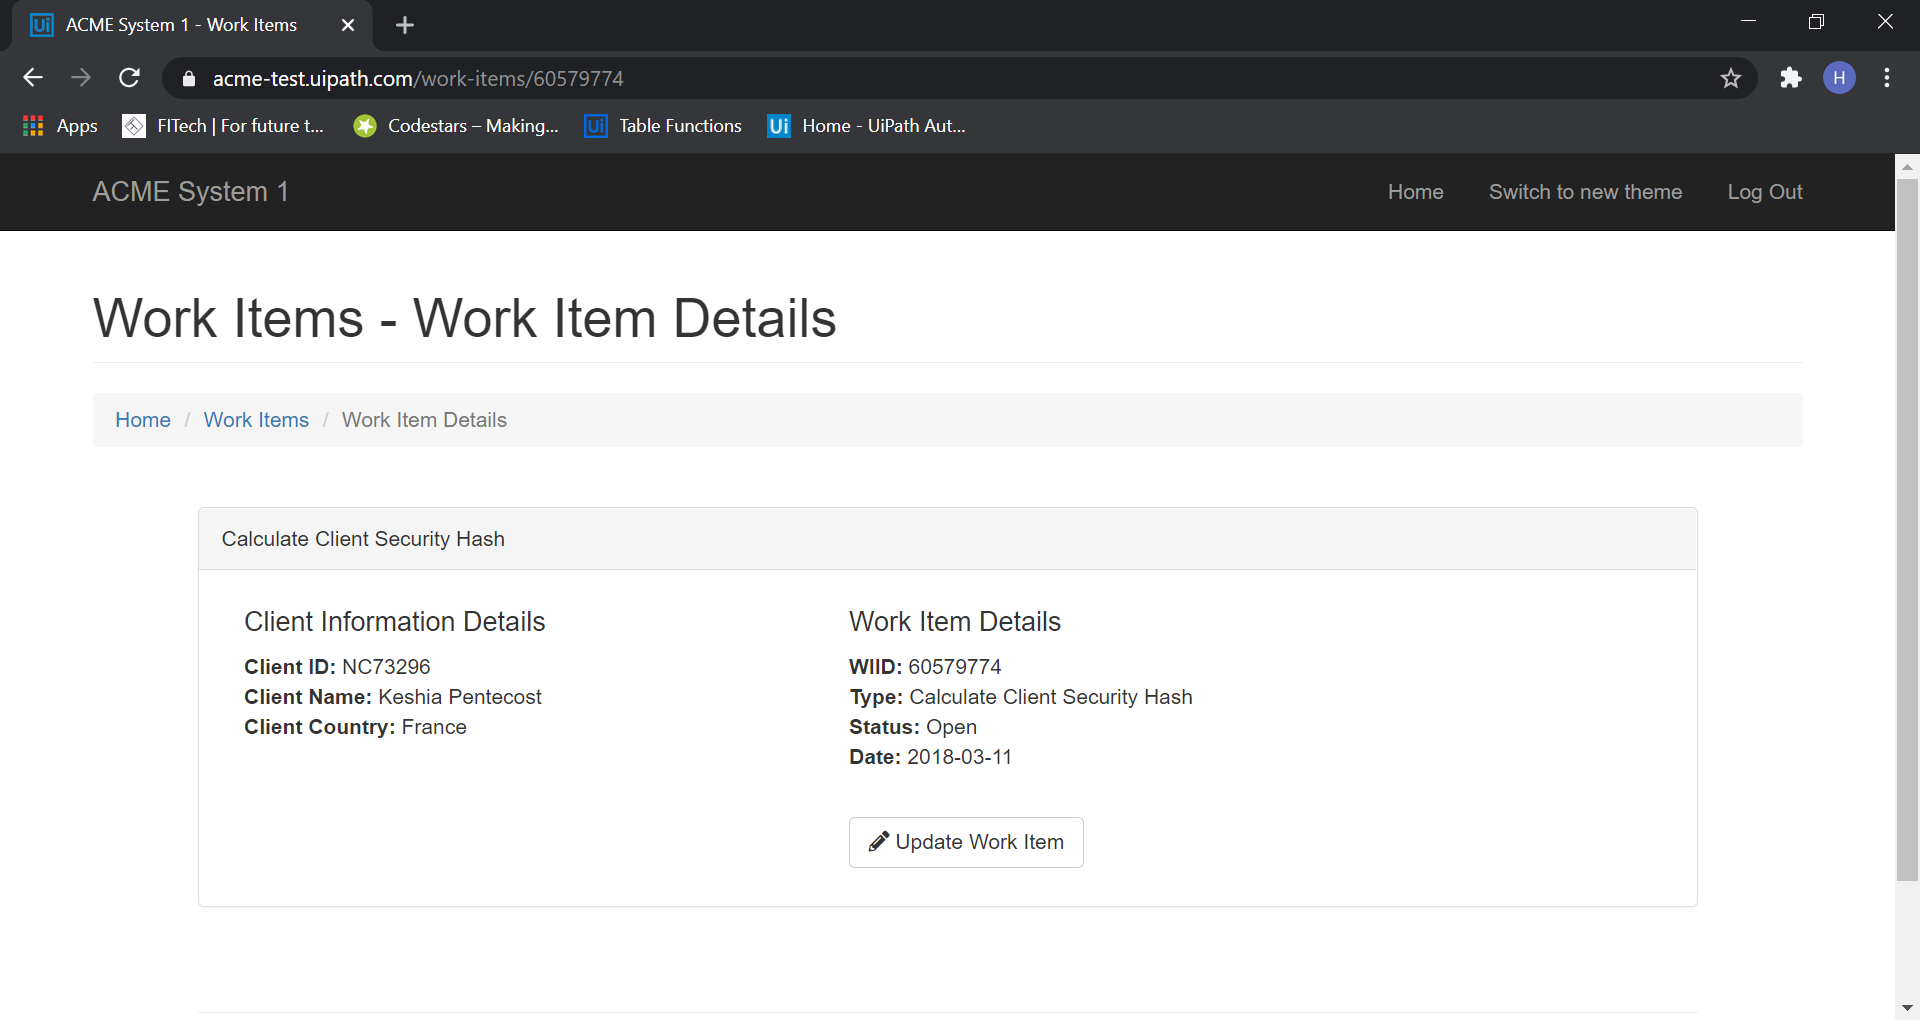 Ui ACME System 1 - Work Items
acme-test.uipath.com/work-items/60579774
H
Apps
FITech | For future t...
Codestars – Making...
Ui Table Functions
Ui Home - UiPath Aut...
ACME System 1
Home
Switch to new theme
Log Out
Work Items - Work Item Details
Home / Work Items / Work Item Details
Calculate Client Security Hash
Client Information Details
Client ID: NC73296
Client Name: Keshia Pentecost
Client Country: France
Work Item Details
WIID: 60579774
Type: Calculate Client Security Hash
Status: Open
Date: 2018-03-11
Update Work Item